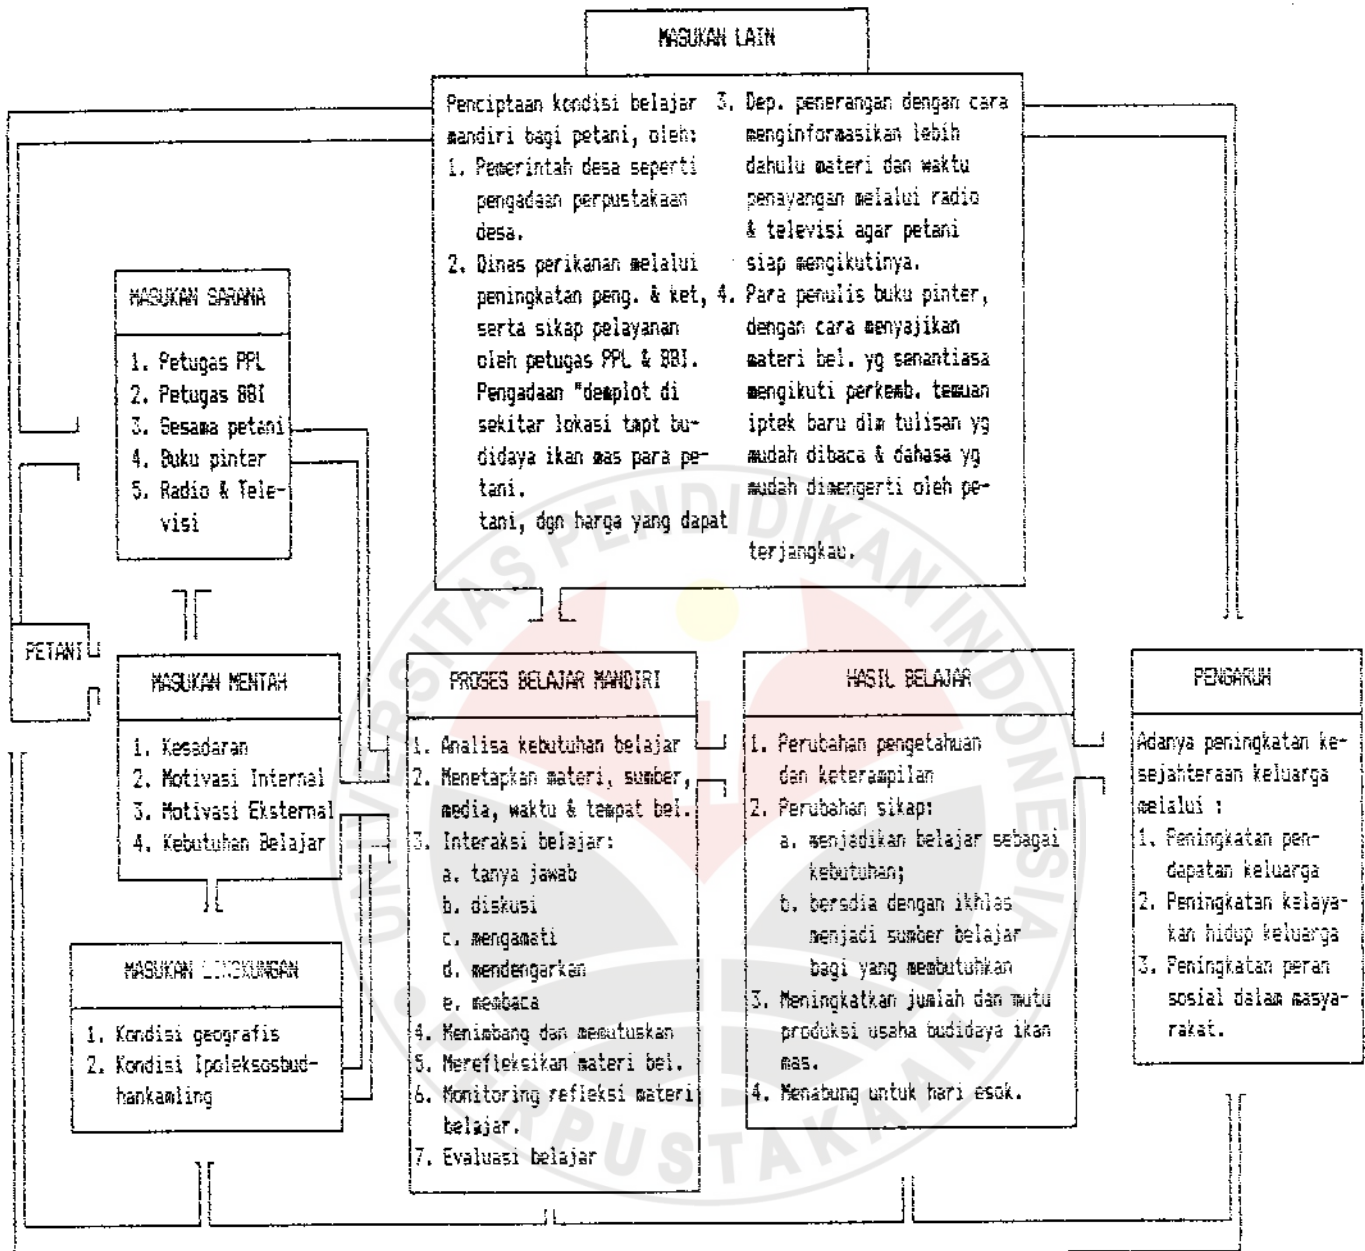 MASUKAN LAIN
Penciptaan kondisi belajar
mandiri bagi petani, oleh:
1. Pemerintah desa seperti
pengadaan perpustakaan
desa.
2. Dinas perikanan melalui
peningkatan peng. & ket,
serta sikap pelayanan
oleh petugas PPL & BBI.
Pengadaan "demplot di
sekitar lokasi tmpt bu-
didaya ikan mas para pe-
tani.
3. Dep. penerangan dengan cara
menginformasikan lebih
dahulu materi dan waktu
penayangan melalui radio
& televisi agar petani
siap mengikutinya.
4. Para penulis buku pinter,
dengan cara menyajikan
materi bel. yg senantiasa
mengikuti perkemb. temuan
iptek baru dlm tulisan yg
mudah dibaca & dahasa yg
mudah dimengerti oleh pe-
tani, dgn harga yang dapat
terjangkau.
MASUKAN SARANA
1. Petugas PPL
2. Petugas BBI
3. Sesama petani
4. Buku pinter
5. Radio & Tele-
visi
PETANI
MASUKAN MENTAH
1. Kesadaran
2. Motivasi Internal
3. Motivasi Eksternal
4. Kebutuhan Belajar
MASUKAN LINGKUNGAN
1. Kondisi geografis
2. Kondisi Ipoleksosbud-
hankamling
PROSES BELAJAR MANDIRI
1. Analisa kebutuhan belajar
2. Menetapkan materi, sumber,
media, waktu & tempat bel.
3. Interaksi belajar:
a. tanya jawab
b. diskusi
c. mengamati
d. mendengarkan
e. membaca
4. Menimbang dan memutuskan
5. Merefleksikan materi bel.
6. Monitoring refleksi materi
belajar.
7. Evaluasi belajar
HASIL BELAJAR
1. Perubahan pengetahuan
dan keterampilan
2. Perubahan sikap:
a. menjadikan belajar sebagai
kebutuhan;
b. bersdia dengan ikhlas
menjadi sumber belajar
bagi yang membutuhkan
3. Meningkatkan jumlah dan mutu
produksi usaha budidaya ikan
mas.
4. Menabung untuk hari esok.
PENGARUH
Adanya peningkatan ke-
sejahteraan keluarga
melalui :
1. Peningkatan pen-
dapatan keluarga
2. Peningkatan kelaya-
kan hidup keluarga
3. Peningkatan peran
sosial dalam masya-
rakat.
UNIVERSITAS PENDIDIKAN INDONESIA
PERPUSTAKAAN